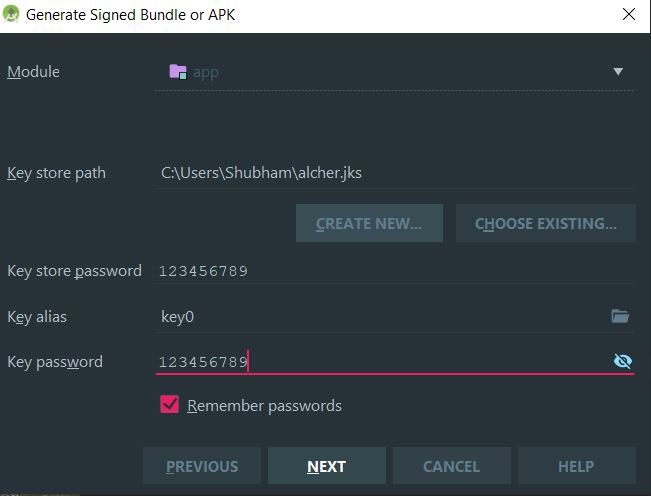 Generate Signed Bundle or APK
Module app
Key store path C:\Users\Shubham\alcher.jks
CREATE NEW... CHOOSE EXISTING...
Key store password 123456789
Key alias key0
Key password 123456789
Remember passwords
PREVIOUS NEXT CANCEL HELP